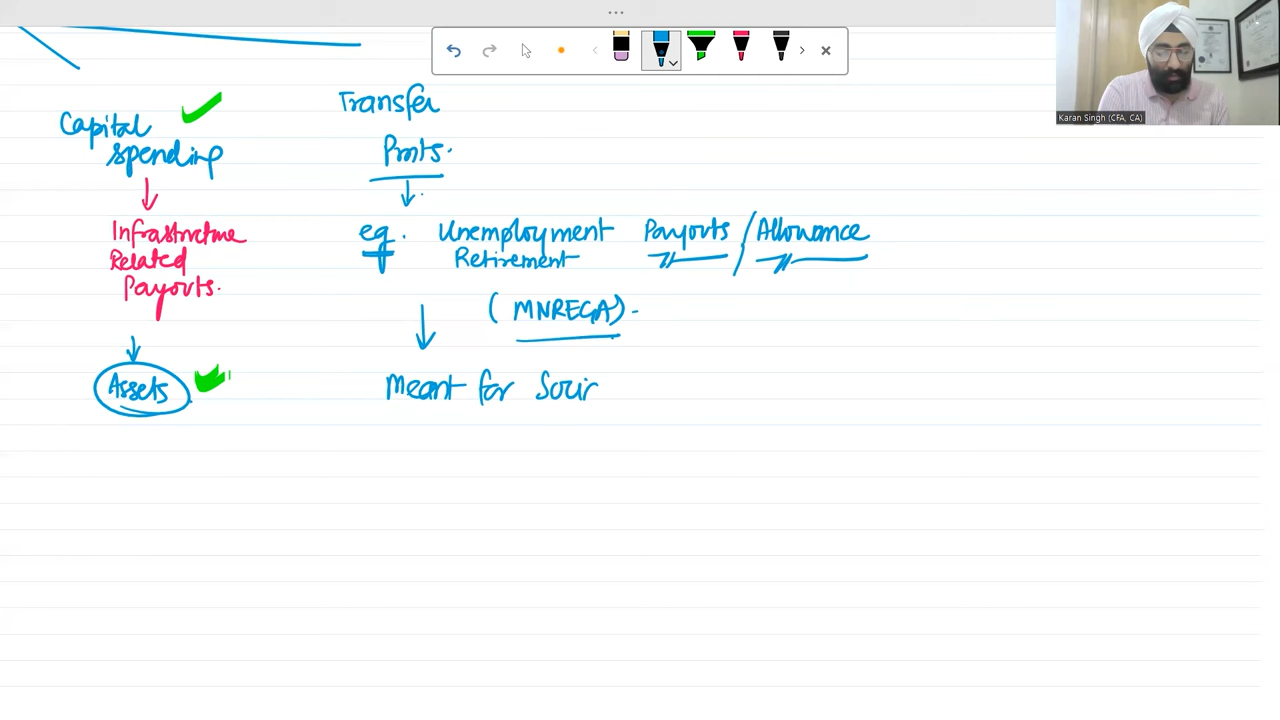 Karan Singh (CFA, CA)
Capital
spending
Infrastructure
Related
Payouts.
Assets
Transfer
Pmts.
eg. Unemployment Payouts / Allowance
Retirement
(MNREGA).
Meant for Socir